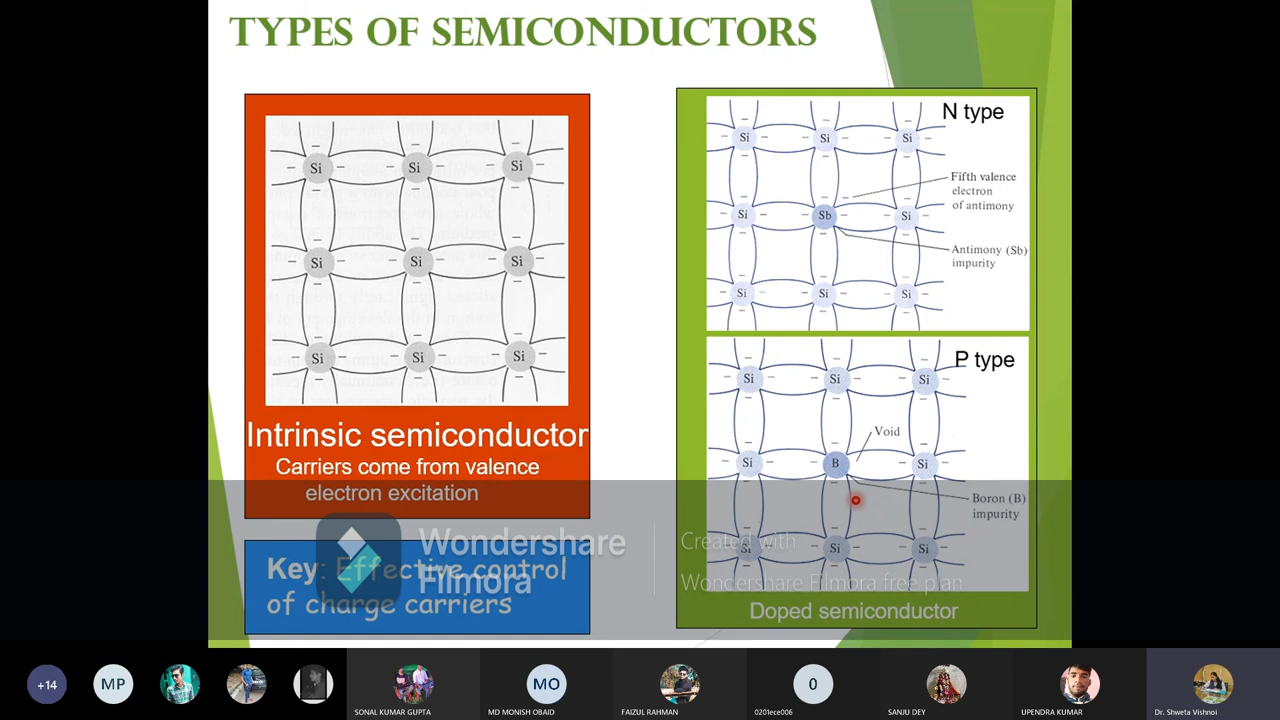 TYPES OF SEMICONDUCTORS
Si Si Si
Si Si Si
Si Si Si
Intrinsic semiconductor
Carriers come from valence
electron excitation
Key: Effective control
of charge carriers
N type
Si Si Si
Fifth valence
electron
of antimony
Si Sb Si
Antimony (Sb)
impurity
Si Si Si
P type
Si Si Si
Void
Si B Si
Boron (B)
impurity
Si Si Si
Doped semiconductor
Wondershare
Filmora
Created with
Wondershare Filmora free plan
+14
MP
SONAL KUMAR GUPTA
MO
MD MONISH OBAID
FAIZUL RAHMAN
0
0201ece006
SANJU DEY
UPENDRA KUMAR
Dr. Shweta Vishnoi